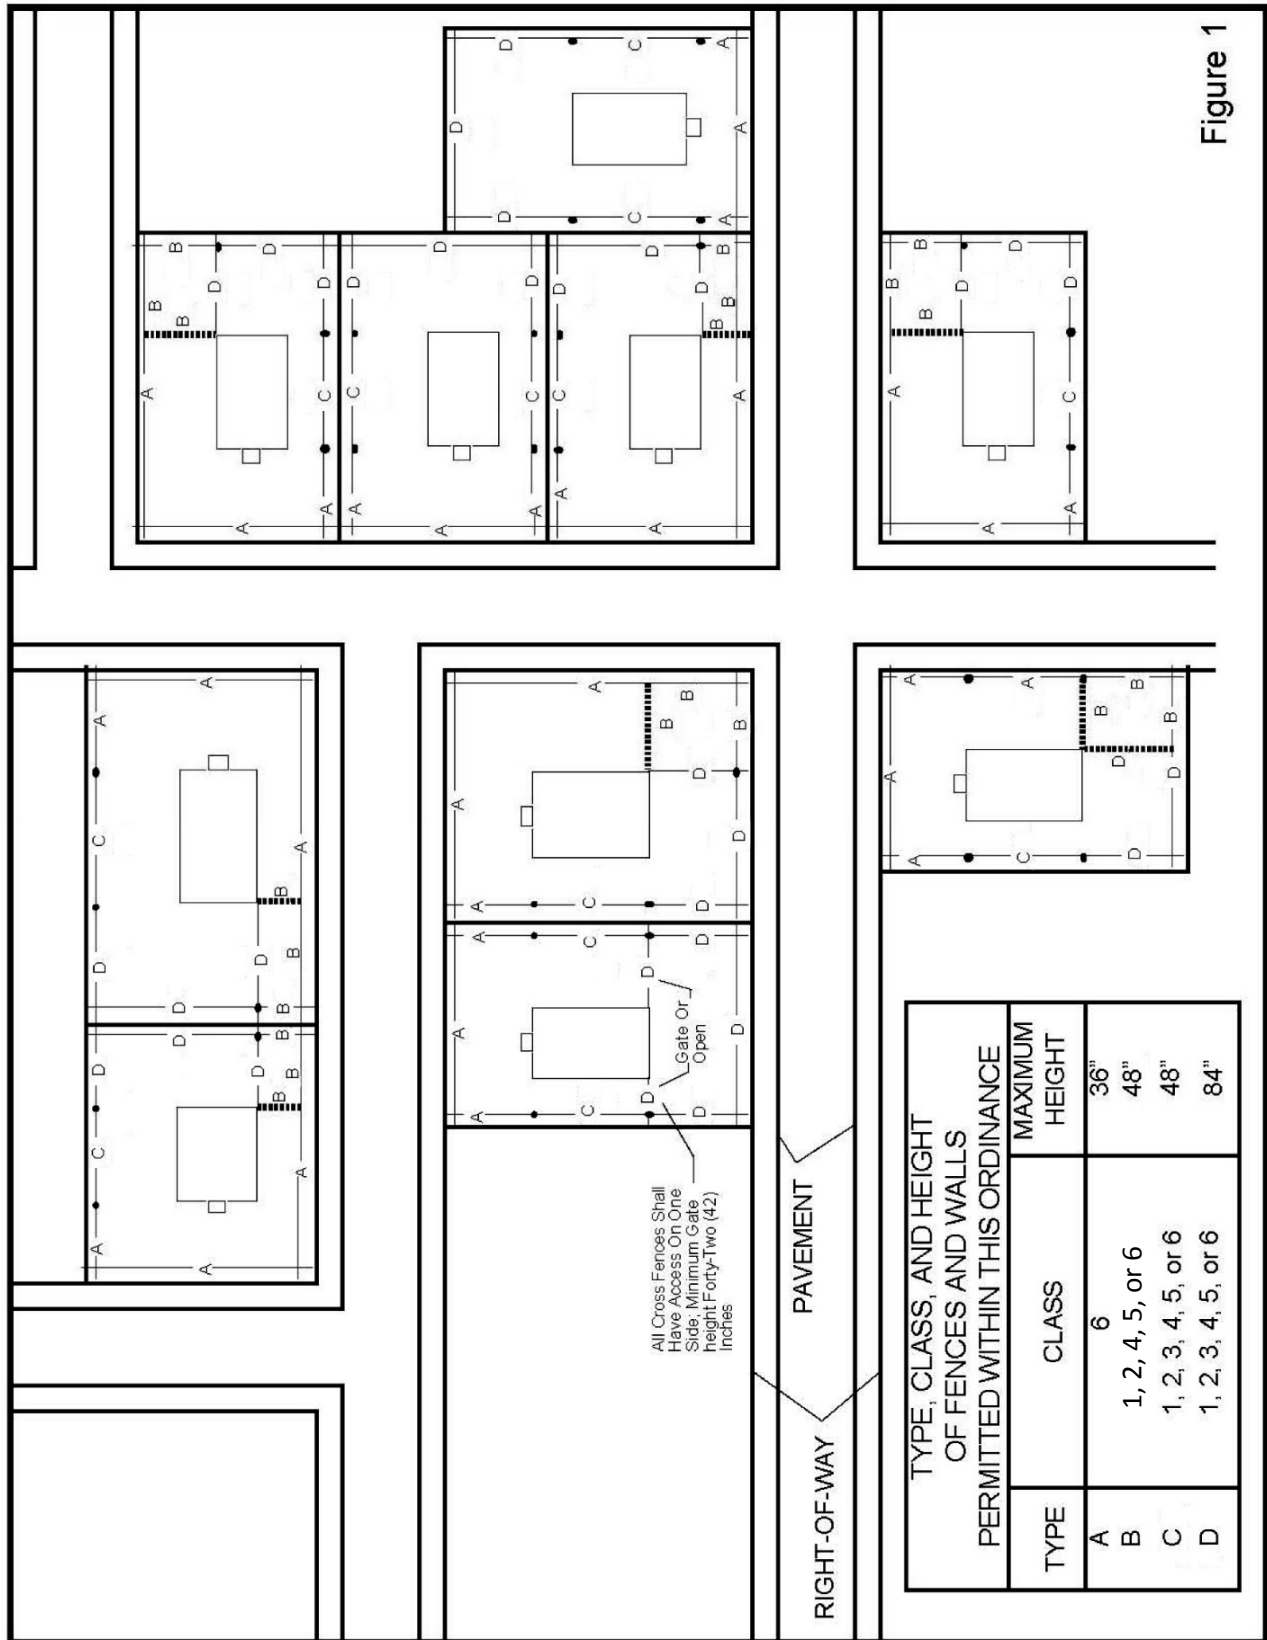 A
C
D
D
A
D
B
B
B
A
D
C
A
D
A
D
B
B
B
A
A
B
B
B
D
A
D
A
C
D
A
C
D
A
D
A
C
D
A
A
A
C
C
D
D
D
D
D
A
A
A
C
B
B
D
D
D
B
A
C
D
A
D
D
B
B
B
A
D
D
D
C
C
A
A
A
All Cross Fences Shall
Have Access On One
Side; Minimum Gate
height Forty-Two (42)
Inches
Gate Or
Open
PAVEMENT
RIGHT-OF-WAY
A
A
A
C
A
B
D
D
B
D
B
A
B
B
B
D
A
D
A
C
D
TYPE, CLASS, AND HEIGHT
OF FENCES AND WALLS
PERMITTED WITHIN THIS ORDINANCE
TYPE CLASS MAXIMUM HEIGHT
A 6 36"
B 1, 2, 4, 5, or 6 48"
C 1, 2, 3, 4, 5, or 6 48"
D 1, 2, 3, 4, 5, or 6 84"
Figure 1